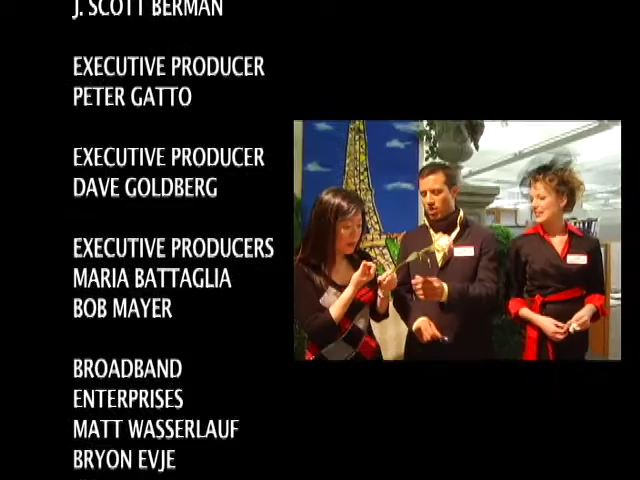 J. SCOTT BERMAN
EXECUTIVE PRODUCER
PETER GATTO
EXECUTIVE PRODUCER
DAVE GOLDBERG
EXECUTIVE PRODUCERS
MARIA BATTAGLIA
BOB MAYER
BROADBAND
ENTERPRISES
MATT WASSERLAUF
BRYON EVJE